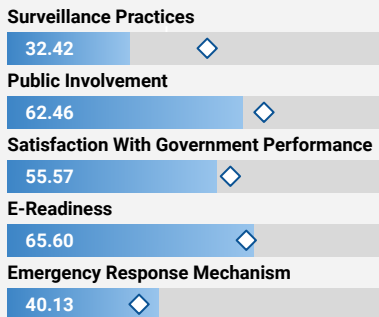 Surveillance Practices
32.42
Public Involvement
62.46
Satisfaction With Government Performance
55.57
E-Readiness
65.60
Emergency Response Mechanism
40.13